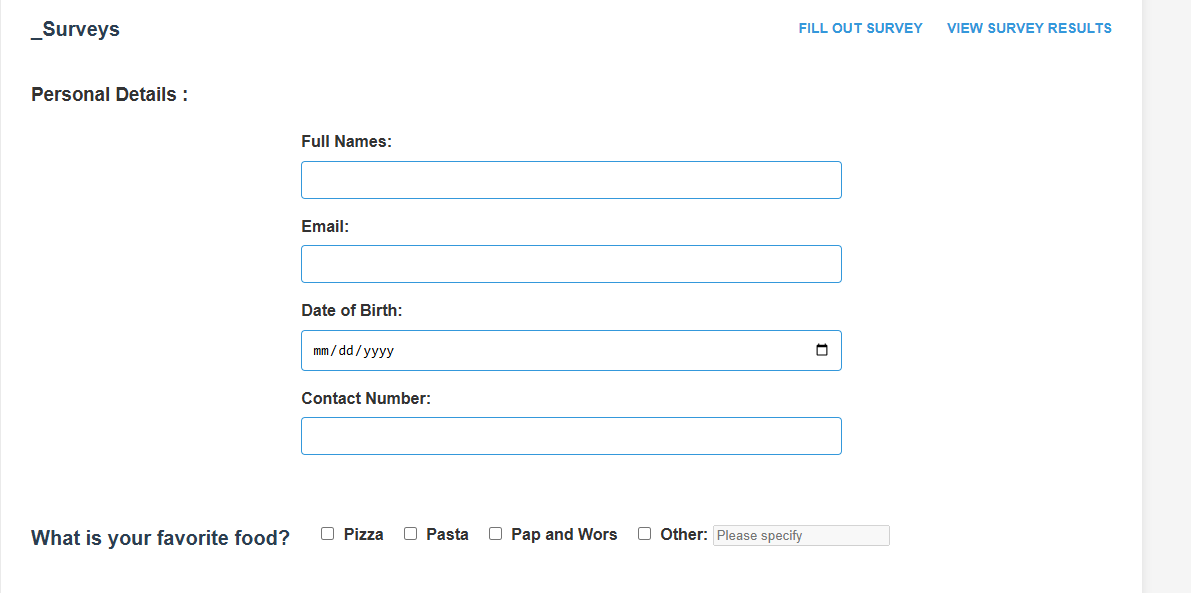 _Surveys FILL OUT SURVEY VIEW SURVEY RESULTS
Personal Details :
Full Names:
Email:
Date of Birth:
mm/dd/yyyy
Contact Number:
What is your favorite food? Pizza Pasta Pap and Wors Other: Please specify